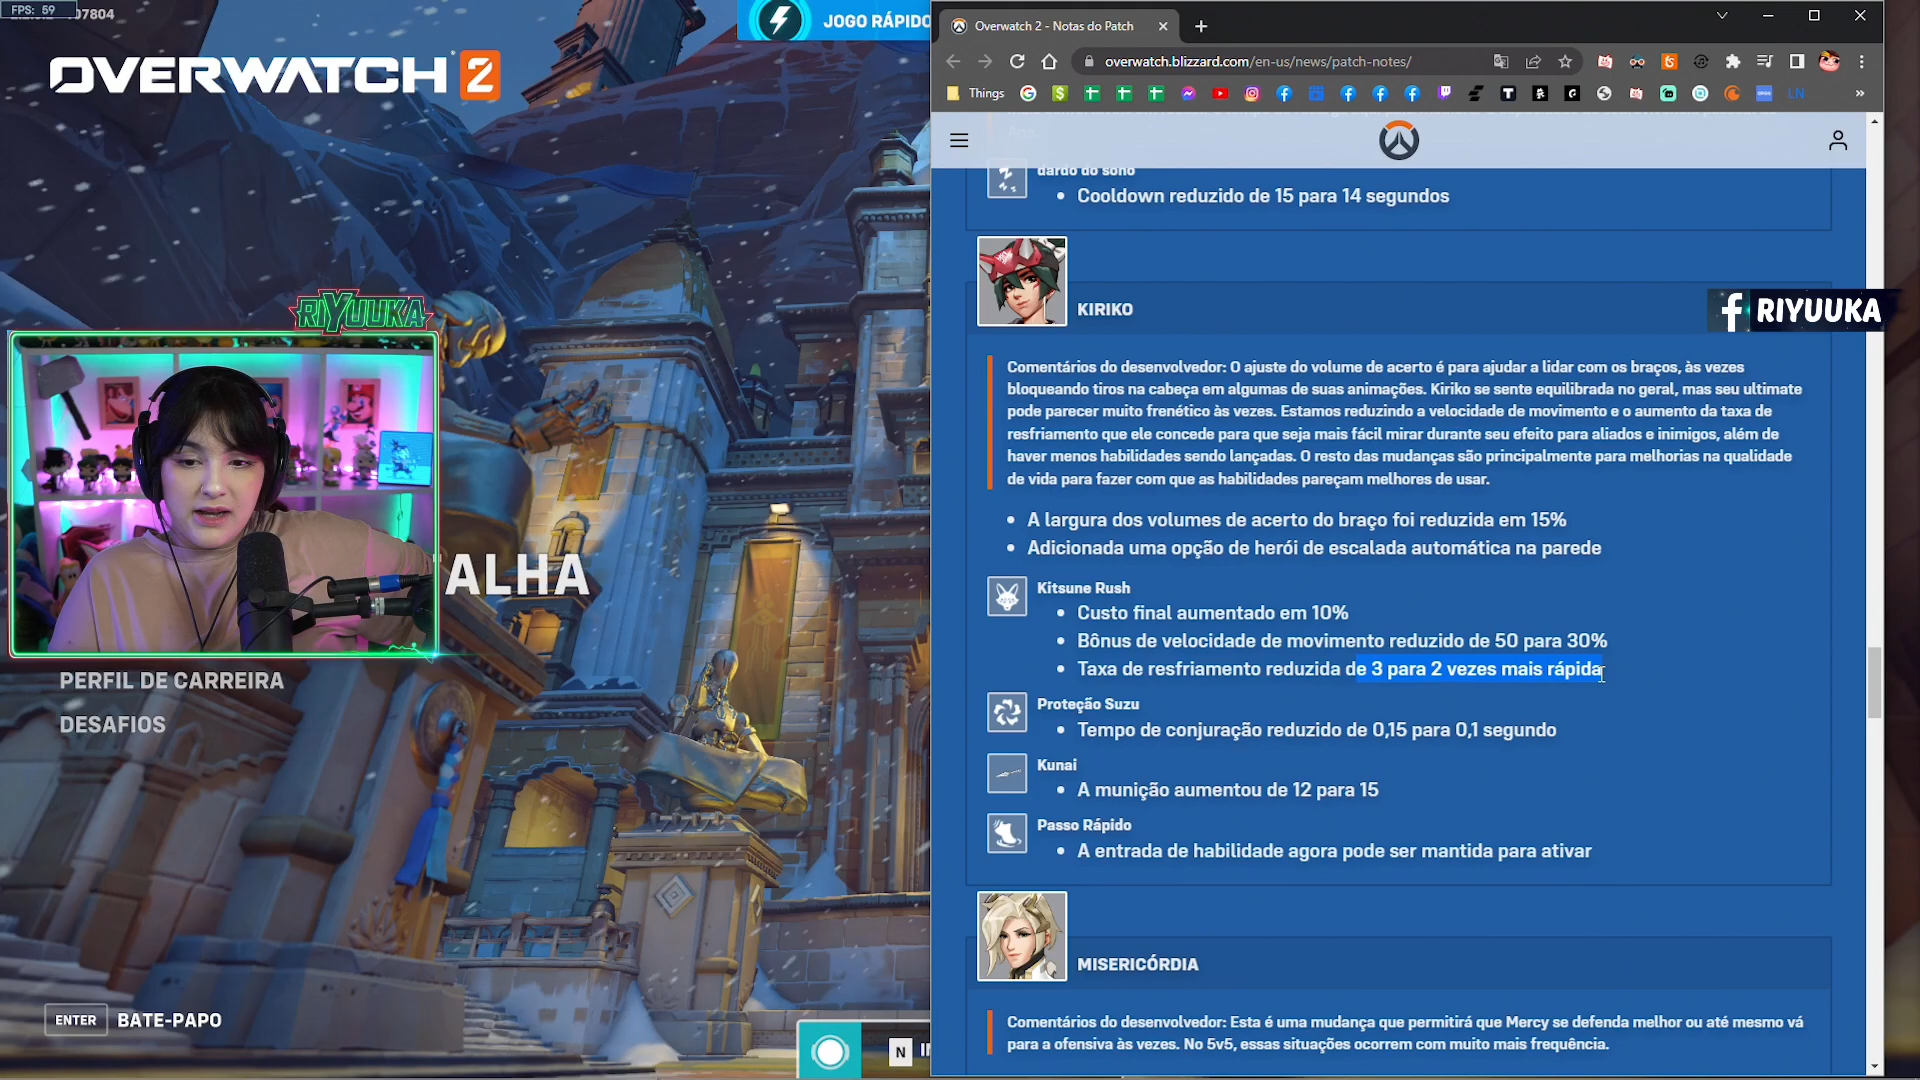 FPS: 59
07804
OVERWATCH 2
JOGO RÁPIDO
RIYUUKA
TALHA
PERFIL DE CARREIRA
DESAFIOS
ENTER BATE-PAPO
N
Overwatch 2 - Notas do Patch
overwatch.blizzard.com/en-us/news/patch-notes/
Things
LN
dardo do sono
Cooldown reduzido de 15 para 14 segundos
KIRIKO
RIYUUKA
Comentários do desenvolvedor: O ajuste do volume de acerto é para ajudar a lidar com os braços, às vezes
bloqueando tiros na cabeça em algumas de suas animações. Kiriko se sente equilibrada no geral, mas seu ultimate
pode parecer muito frenético às vezes. Estamos reduzindo a velocidade de movimento e o aumento da taxa de
resfriamento que ele concede para que seja mais fácil mirar durante seu efeito para aliados e inimigos, além de
haver menos habilidades sendo lançadas. O resto das mudanças são principalmente para melhorias na qualidade
de vida para fazer com que as habilidades pareçam melhores de usar.
A largura dos volumes de acerto do braço foi reduzida em 15%
Adicionada uma opção de herói de escalada automática na parede
Kitsune Rush
Custo final aumentado em 10%
Bônus de velocidade de movimento reduzido de 50 para 30%
Taxa de resfriamento reduzida de 3 para 2 vezes mais rápida
Proteção Suzu
Tempo de conjuração reduzido de 0,15 para 0,1 segundo
Kunai
A munição aumentou de 12 para 15
Passo Rápido
A entrada de habilidade agora pode ser mantida para ativar
MISERICÓRDIA
Comentários do desenvolvedor: Esta é uma mudança que permitirá que Mercy se defenda melhor ou até mesmo vá
para a ofensiva às vezes. No 5v5, essas situações ocorrem com muito mais frequência.